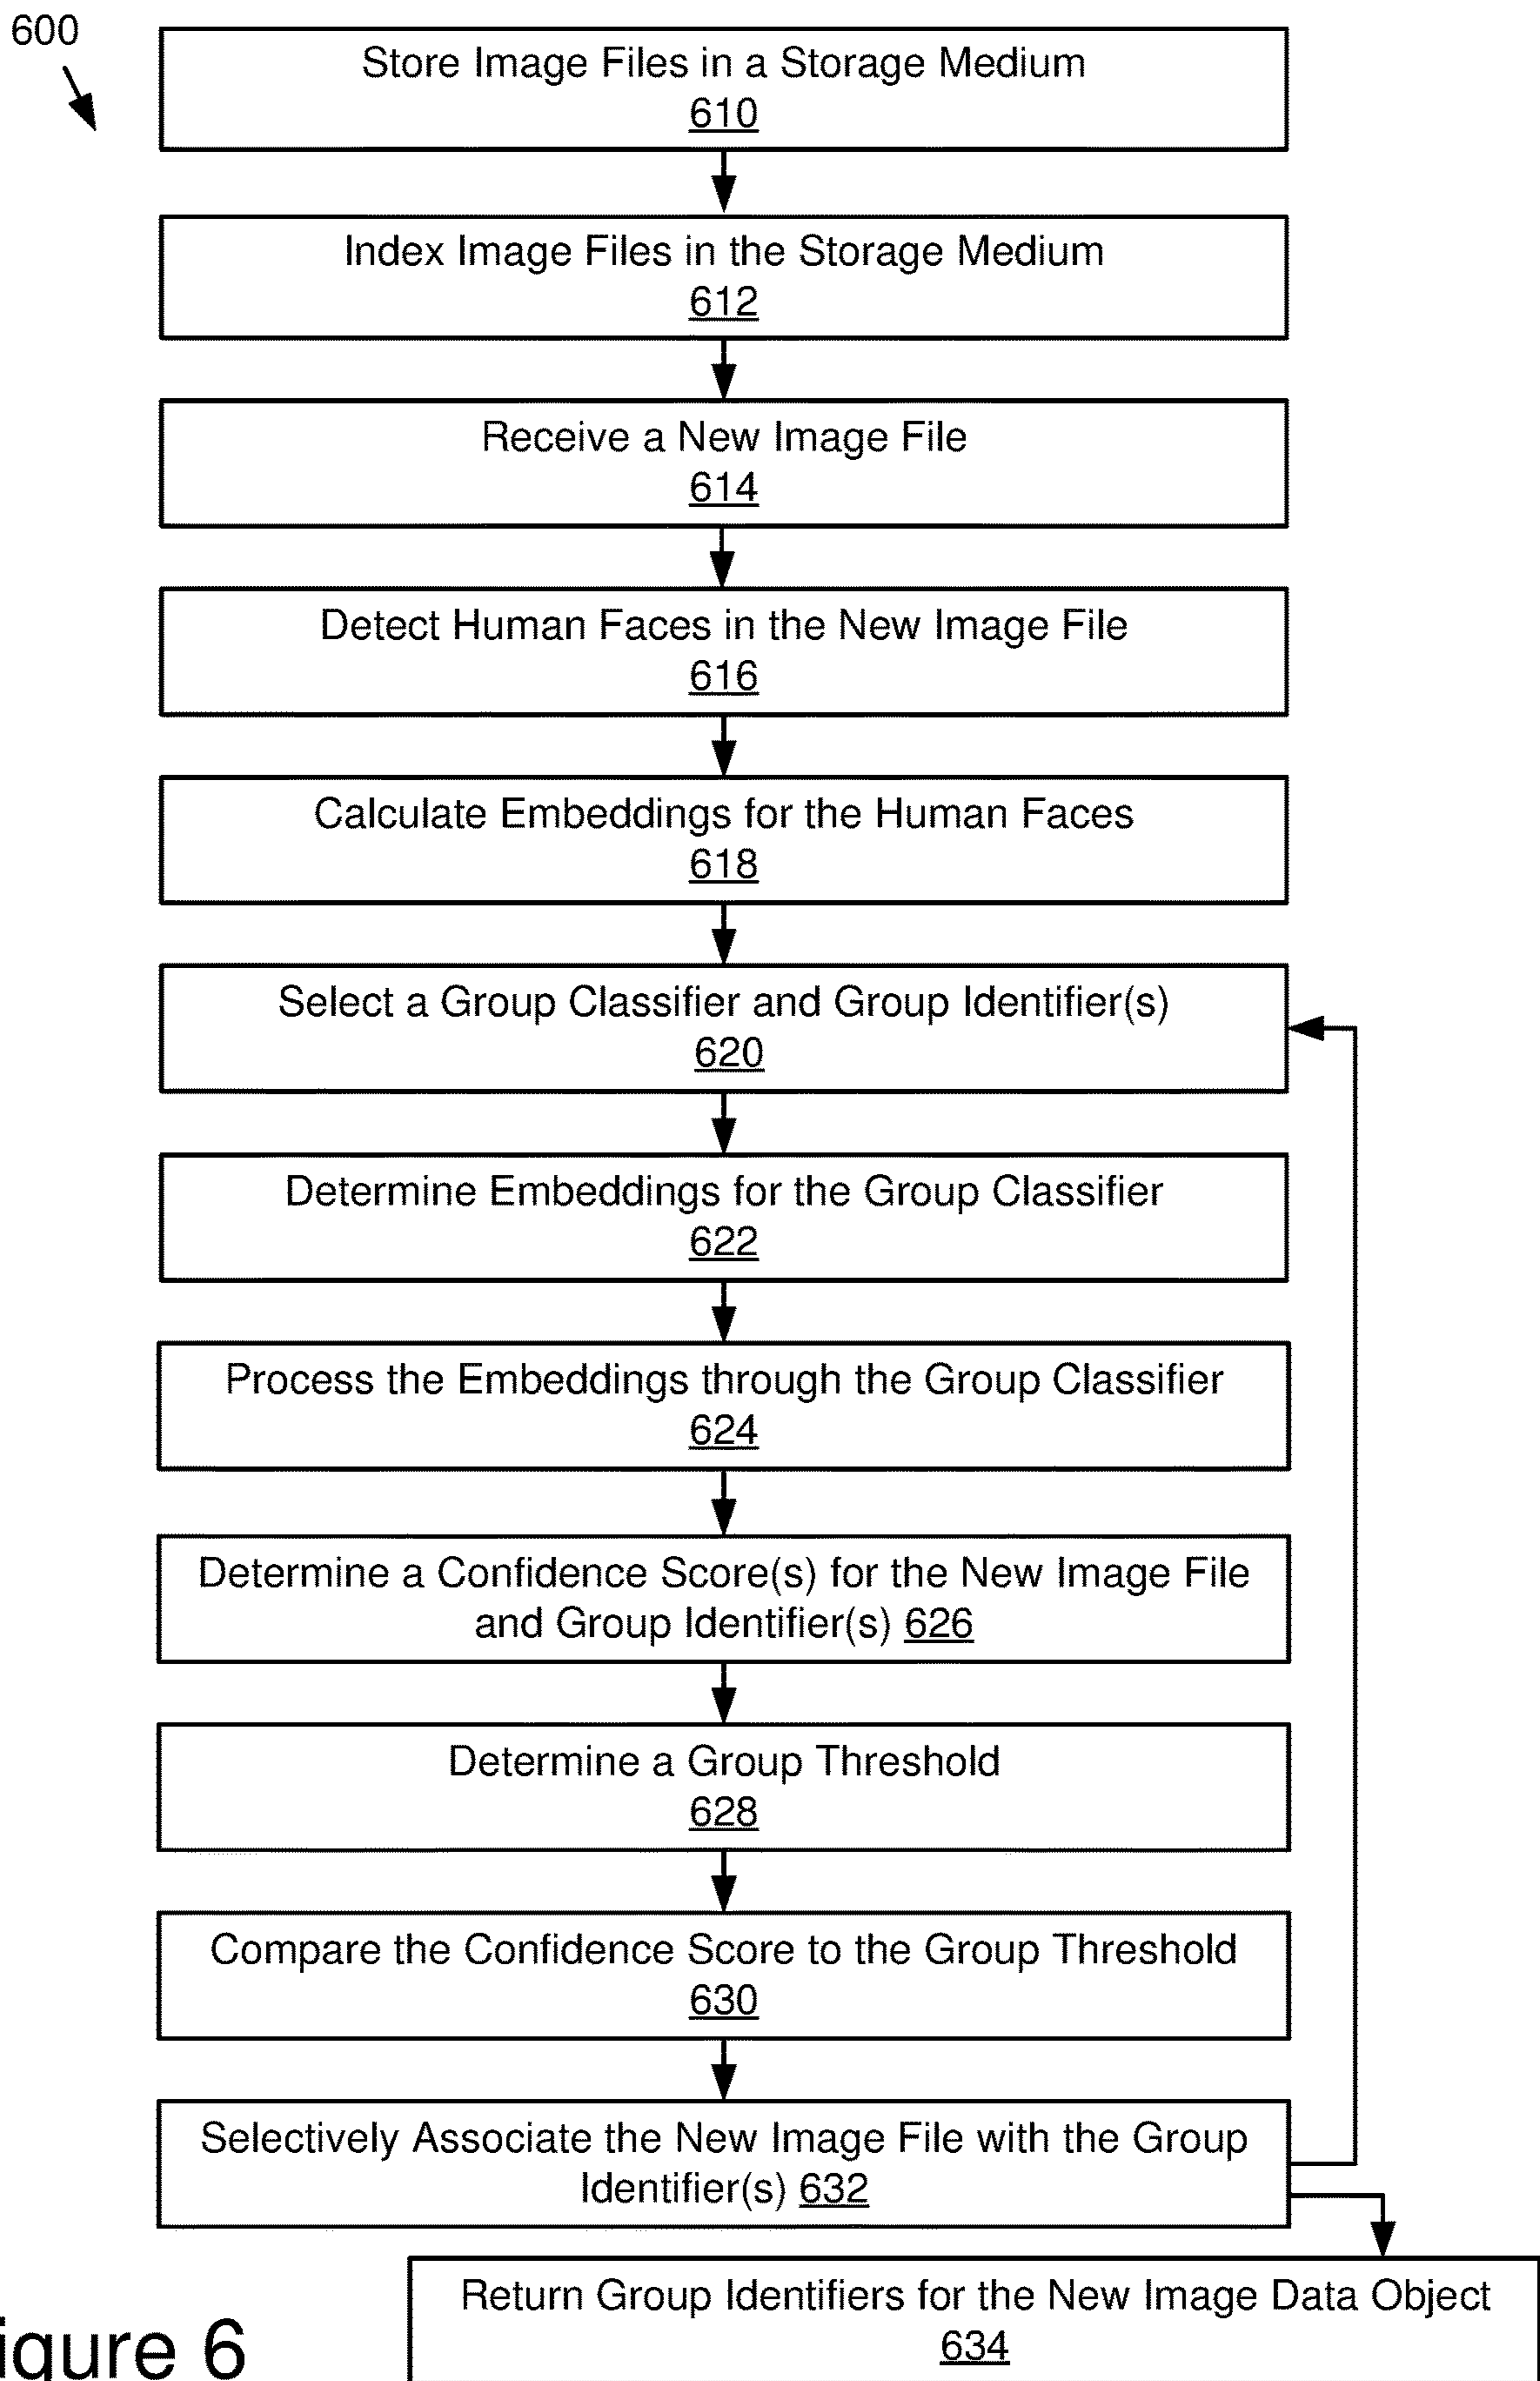 600
Store Image Files in a Storage Medium
610
Index Image Files in the Storage Medium
612
Receive a New Image File
614
Detect Human Faces in the New Image File
616
Calculate Embeddings for the Human Faces
618
Select a Group Classifier and Group Identifier(s)
620
Determine Embeddings for the Group Classifier
622
Process the Embeddings through the Group Classifier
624
Determine a Confidence Score(s) for the New Image File
and Group Identifier(s) 626
Determine a Group Threshold
628
Compare the Confidence Score to the Group Threshold
630
Selectively Associate the New Image File with the Group
Identifier(s) 632
Return Group Identifiers for the New Image Data Object
634
igure 6